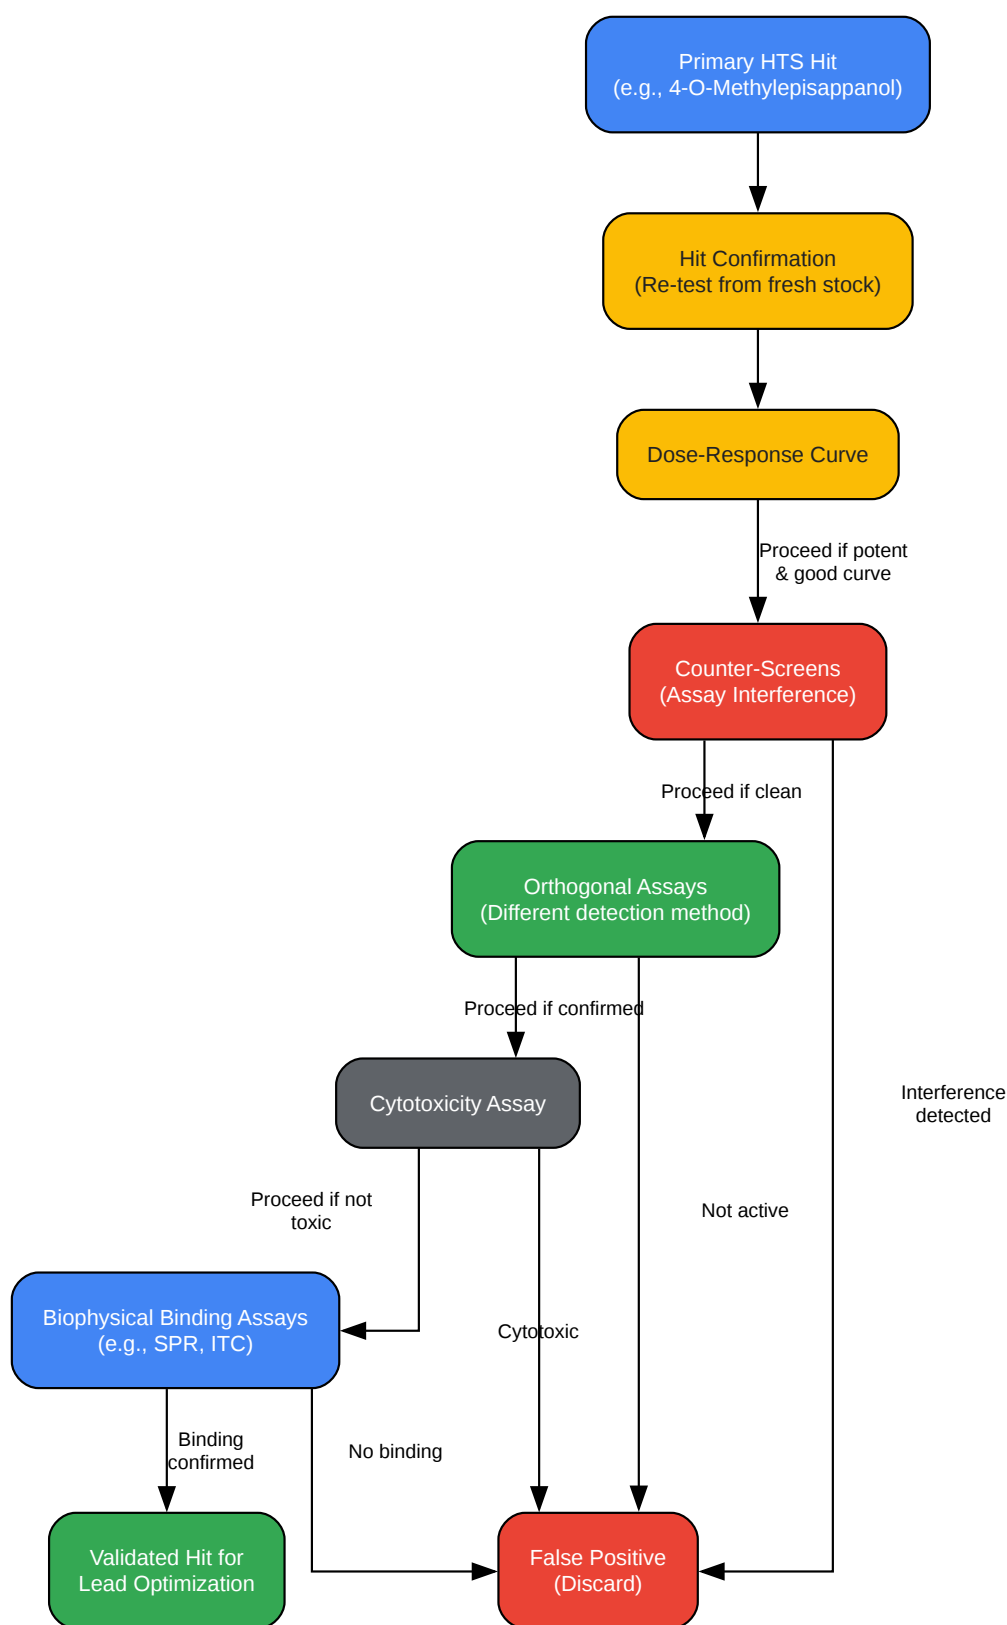 Primary HTS Hit
(e.g., 4-O-Methylepisappanol)
Hit Confirmation
(Re-test from fresh stock)
Dose-Response Curve
Proceed if potent
& good curve
Counter-Screens
(Assay Interference)
Proceed if clean
Orthogonal Assays
(Different detection method)
Proceed if confirmed
Cytotoxicity Assay
Interference
detected
Proceed if not
toxic
Not active
Biophysical Binding Assays
(e.g., SPR, ITC)
Cytotoxic
Binding
confirmed
No binding
Validated Hit for
Lead Optimization
False Positive
(Discard)